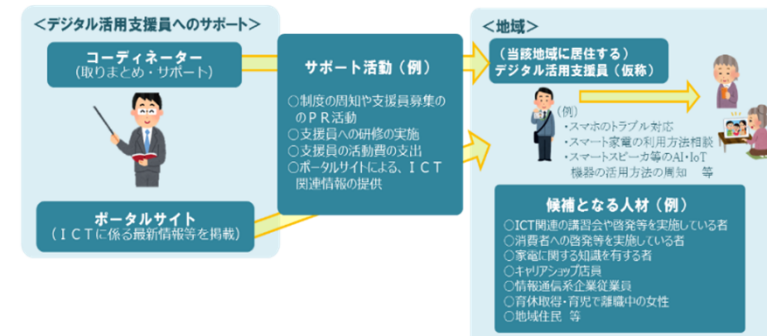 <デジタル活用支援員へのサポート>
コーディネーター
(取りまとめ・サポート)
ポータルサイト
(ICTに係る最新情報等を掲載)
サポート活動(例)
○制度の周知や支援員募集の
のPR活動
○支援員への研修の実施
○支援員の活動費の支出
○ポータルサイトによる、ICT
関連情報の提供
<地域>
(当該地域に居住する)
デジタル活用支援員(仮称)
(例)
・スマホのトラブル対応
・スマート家電の利用方法相談
・スマートスピーカ等のAI・IoT
機器の活用方法の周知 等
候補となる人材(例)
○ICT関連の講習会や啓発等を実施している者
○消費者への啓発等を実施している者
○家電に関する知識を有する者
○キャリアショップ店員
○情報通信系企業従業員
○育休取得・育児で離職中の女性
○地域住民 等